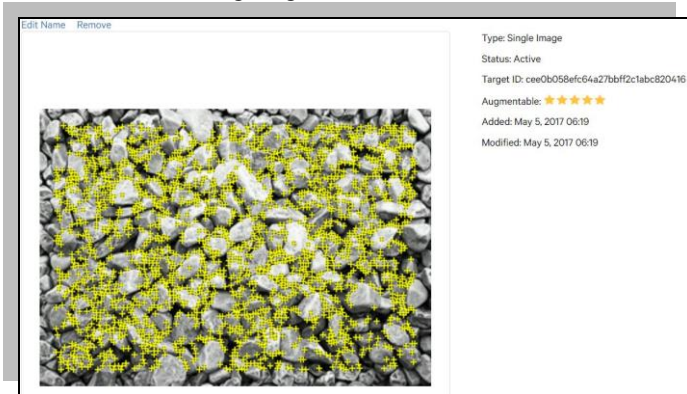 Edit Name Remove
Type: Single Image
Status: Active
Target ID: cee0b058efc64a27bbff2c1abc820416
Augmentable:
Added: May 5, 2017 06:19
Modified: May 5, 2017 06:19